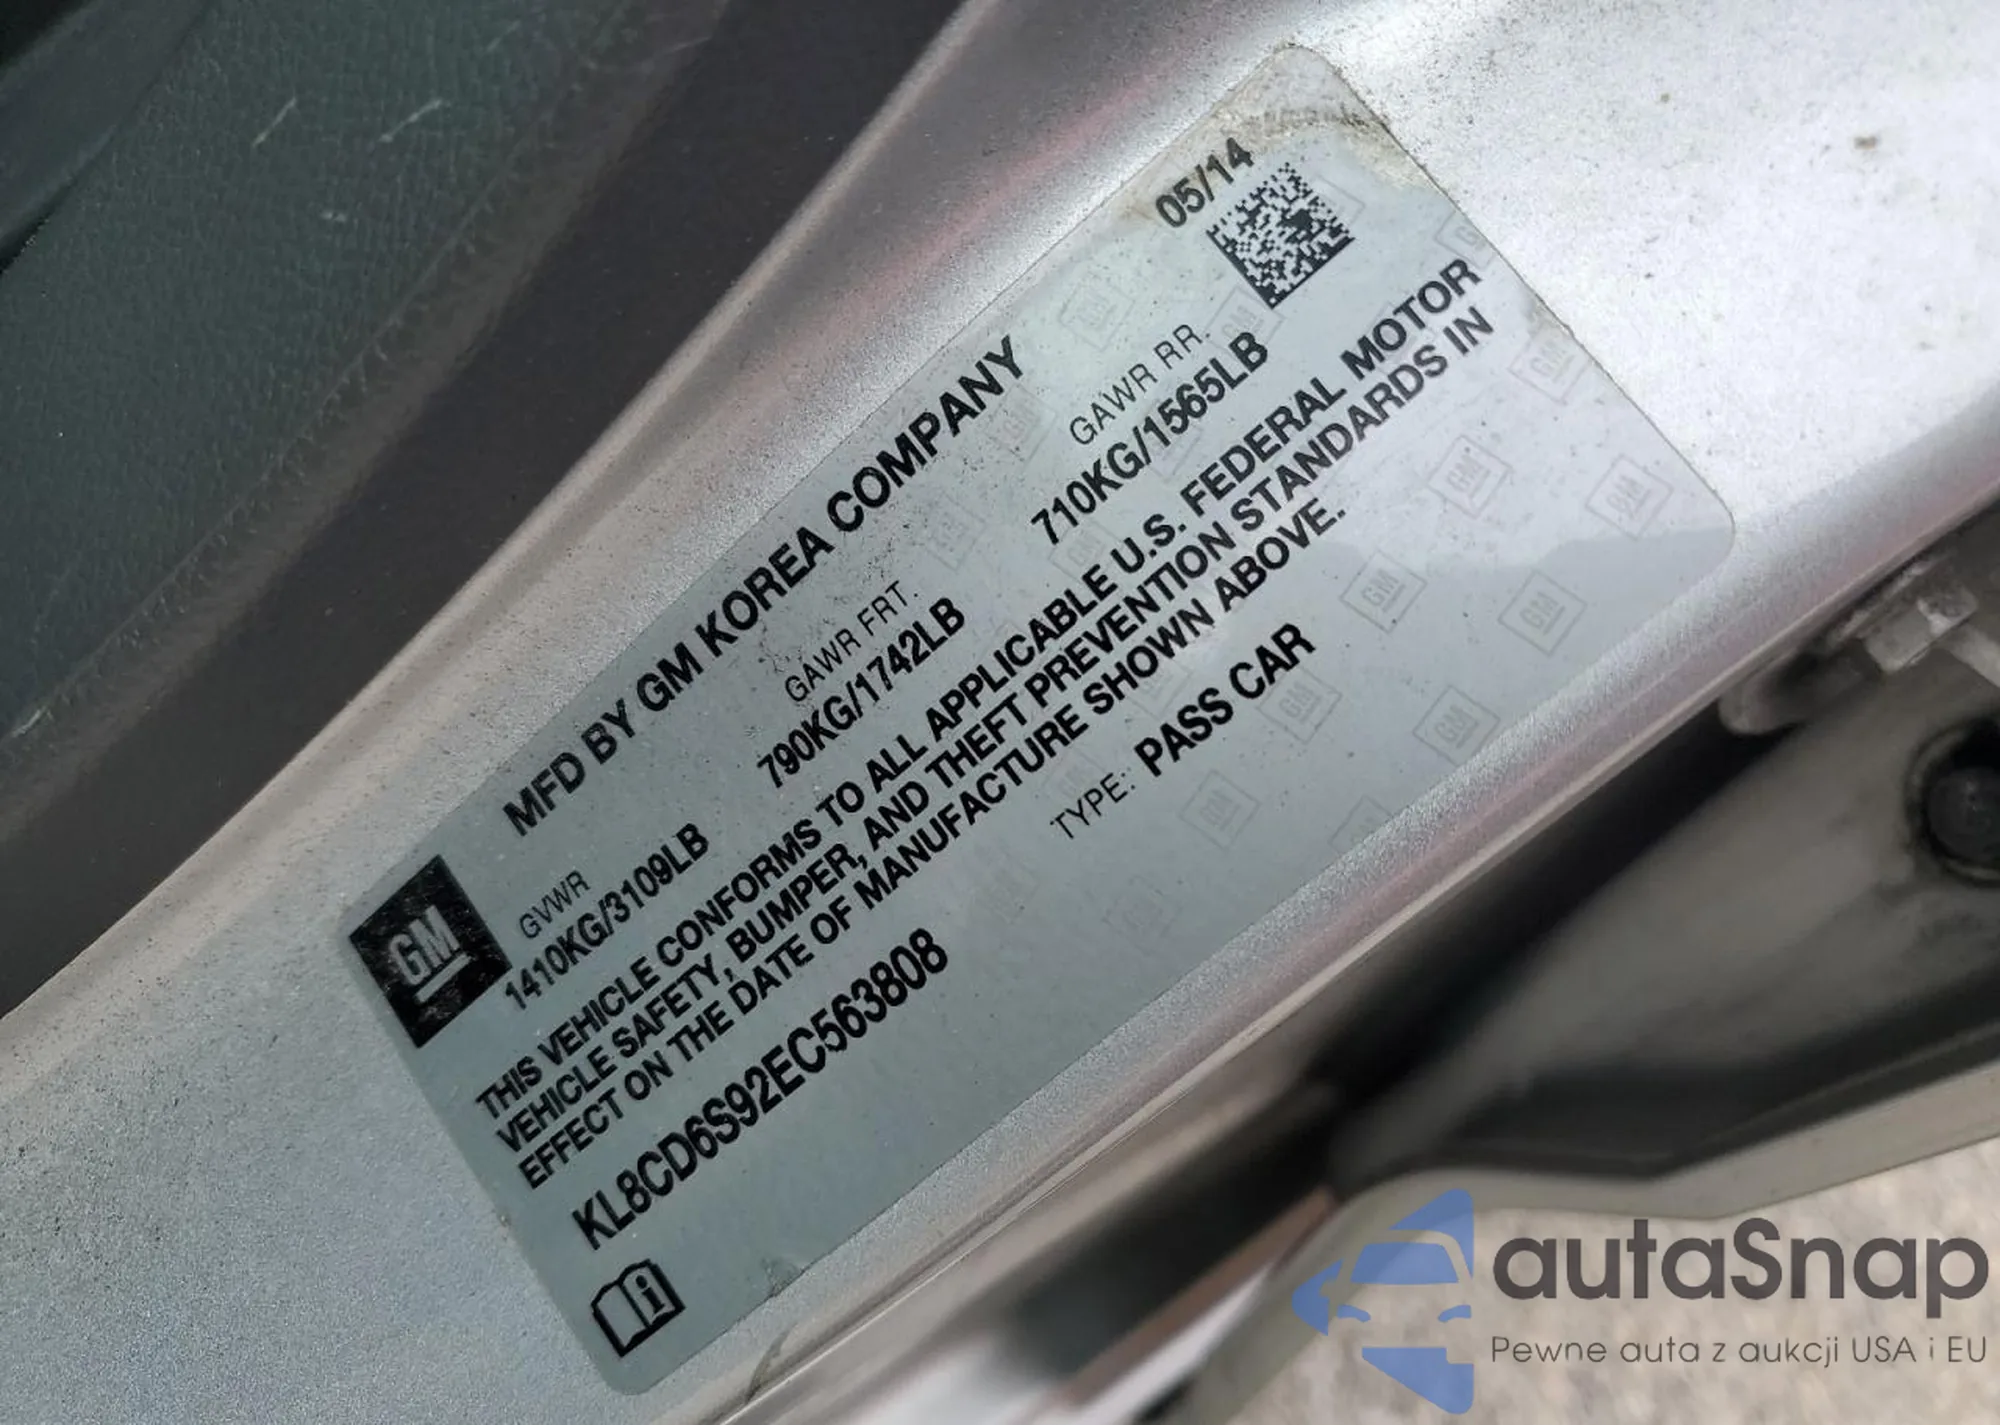 05/14
MFD BY GM KOREA COMPANY
GM
GVWR GAWR FRT. GAWR RR.
1410KG/3109LB 790KG/1742LB 710KG/1565LB
THIS VEHICLE CONFORMS TO ALL APPLICABLE U.S. FEDERAL MOTOR
VEHICLE SAFETY, BUMPER, AND THEFT PREVENTION STANDARDS IN
EFFECT ON THE DATE OF MANUFACTURE SHOWN ABOVE.
KL8CD6S92EC563808 TYPE: PASS CAR
i
autaSnap
Pewne auta z aukcji USA i EU